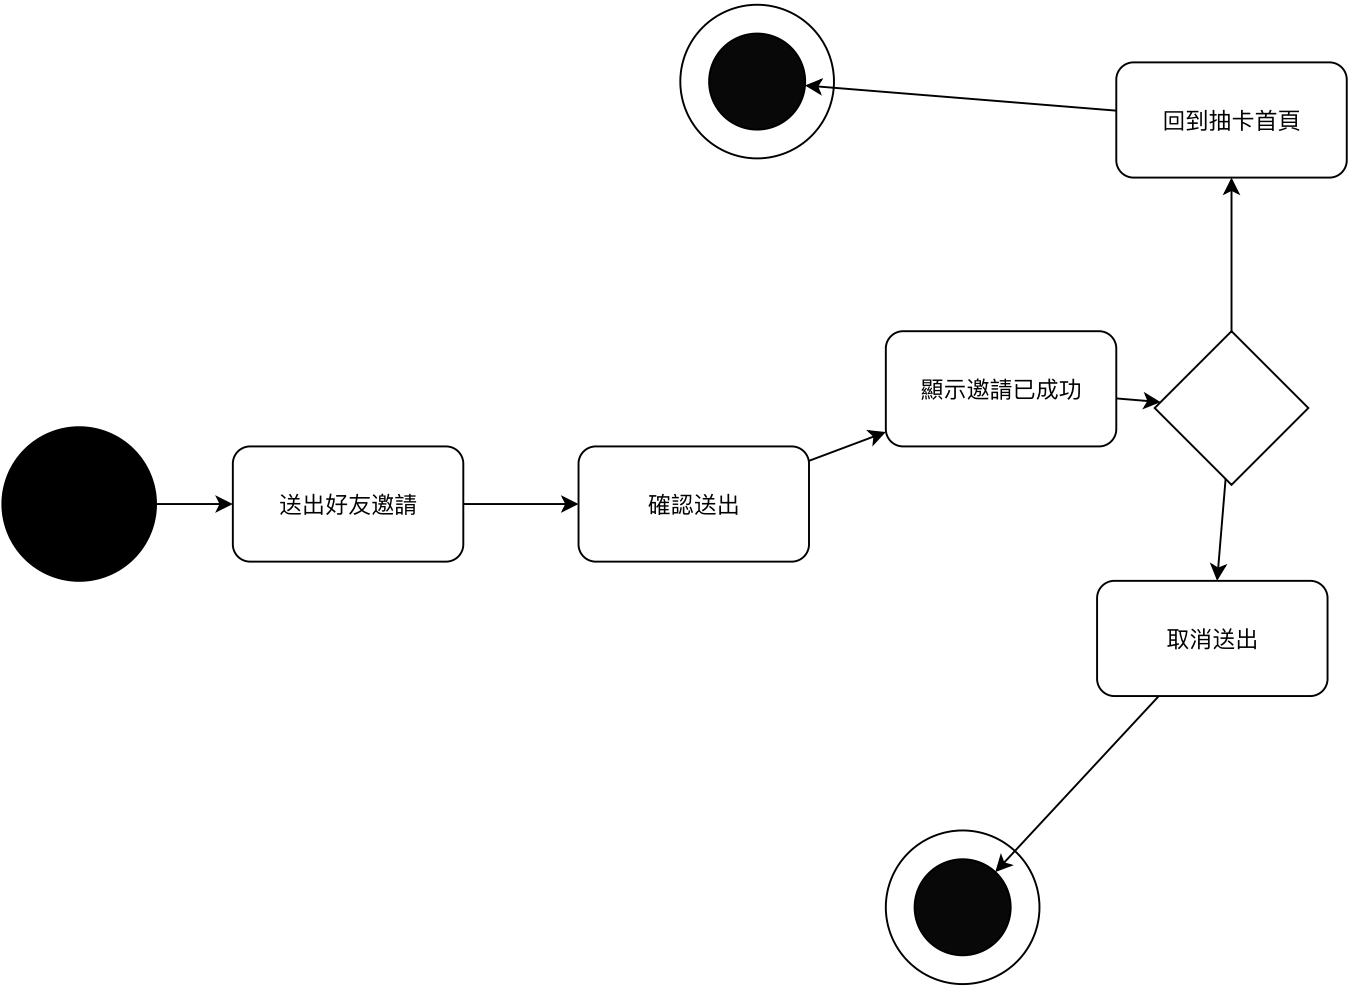 回到抽卡首頁
顯示邀請已成功
送出好友邀請
確認送出
取消送出